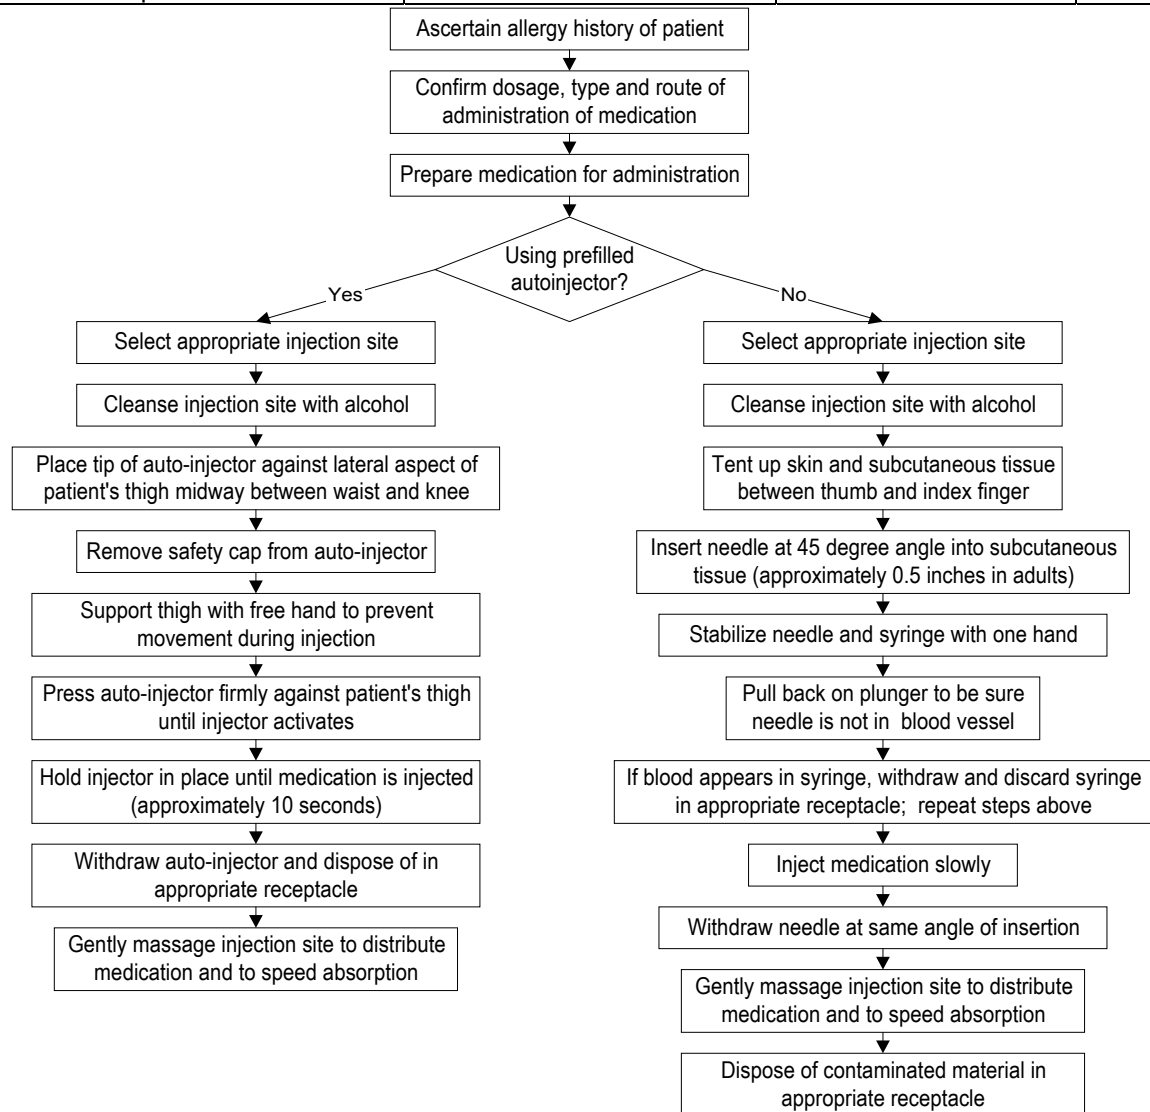 Ascertain allergy history of patient
Confirm dosage, type and route of
administration of medication
Prepare medication for administration
Using prefilled
autoinjector?
Yes
No
Select appropriate injection site
Cleanse injection site with alcohol
Place tip of auto-injector against lateral aspect of
patient's thigh midway between waist and knee
Remove safety cap from auto-injector
Support thigh with free hand to prevent
movement during injection
Press auto-injector firmly against patient's thigh
until injector activates
Hold injector in place until medication is injected
(approximately 10 seconds)
Withdraw auto-injector and dispose of in
appropriate receptacle
Gently massage injection site to distribute
medication and to speed absorption
Select appropriate injection site
Cleanse injection site with alcohol
Tent up skin and subcutaneous tissue
between thumb and index finger
Insert needle at 45 degree angle into subcutaneous
tissue (approximately 0.5 inches in adults)
Stabilize needle and syringe with one hand
Pull back on plunger to be sure
needle is not in blood vessel
If blood appears in syringe, withdraw and discard syringe
in appropriate receptacle; repeat steps above
Inject medication slowly
Withdraw needle at same angle of insertion
Gently massage injection site to distribute
medication and to speed absorption
Dispose of contaminated material in
appropriate receptacle